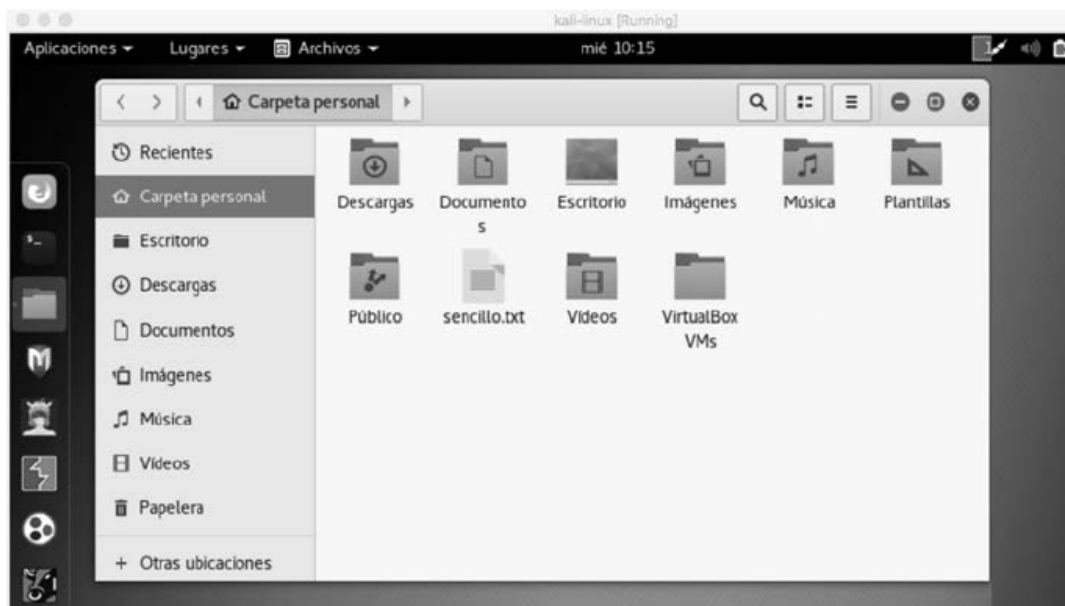 kali-linux [Running]
Aplicaciones Lugares Archivos mié 10:15 1
Carpeta personal
Recientes
Carpeta personal
Escritorio
Descargas
Documentos
Imágenes
Música
Vídeos
Papelera
+ Otras ubicaciones
Descargas Documento Escritorio Imágenes Música Plantillas
s
Público sencillo.txt Vídeos VirtualBox
VMs